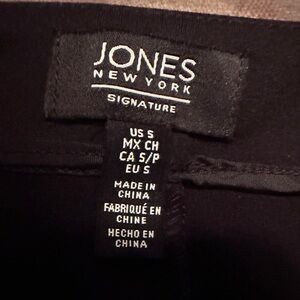 JONES
NEW YORK
SIGNATURE
US S
MX CH
CA S/P
EU S
MADE IN
CHINA
FABRIQUÉ EN
CHINE
HECHO EN
CHINA